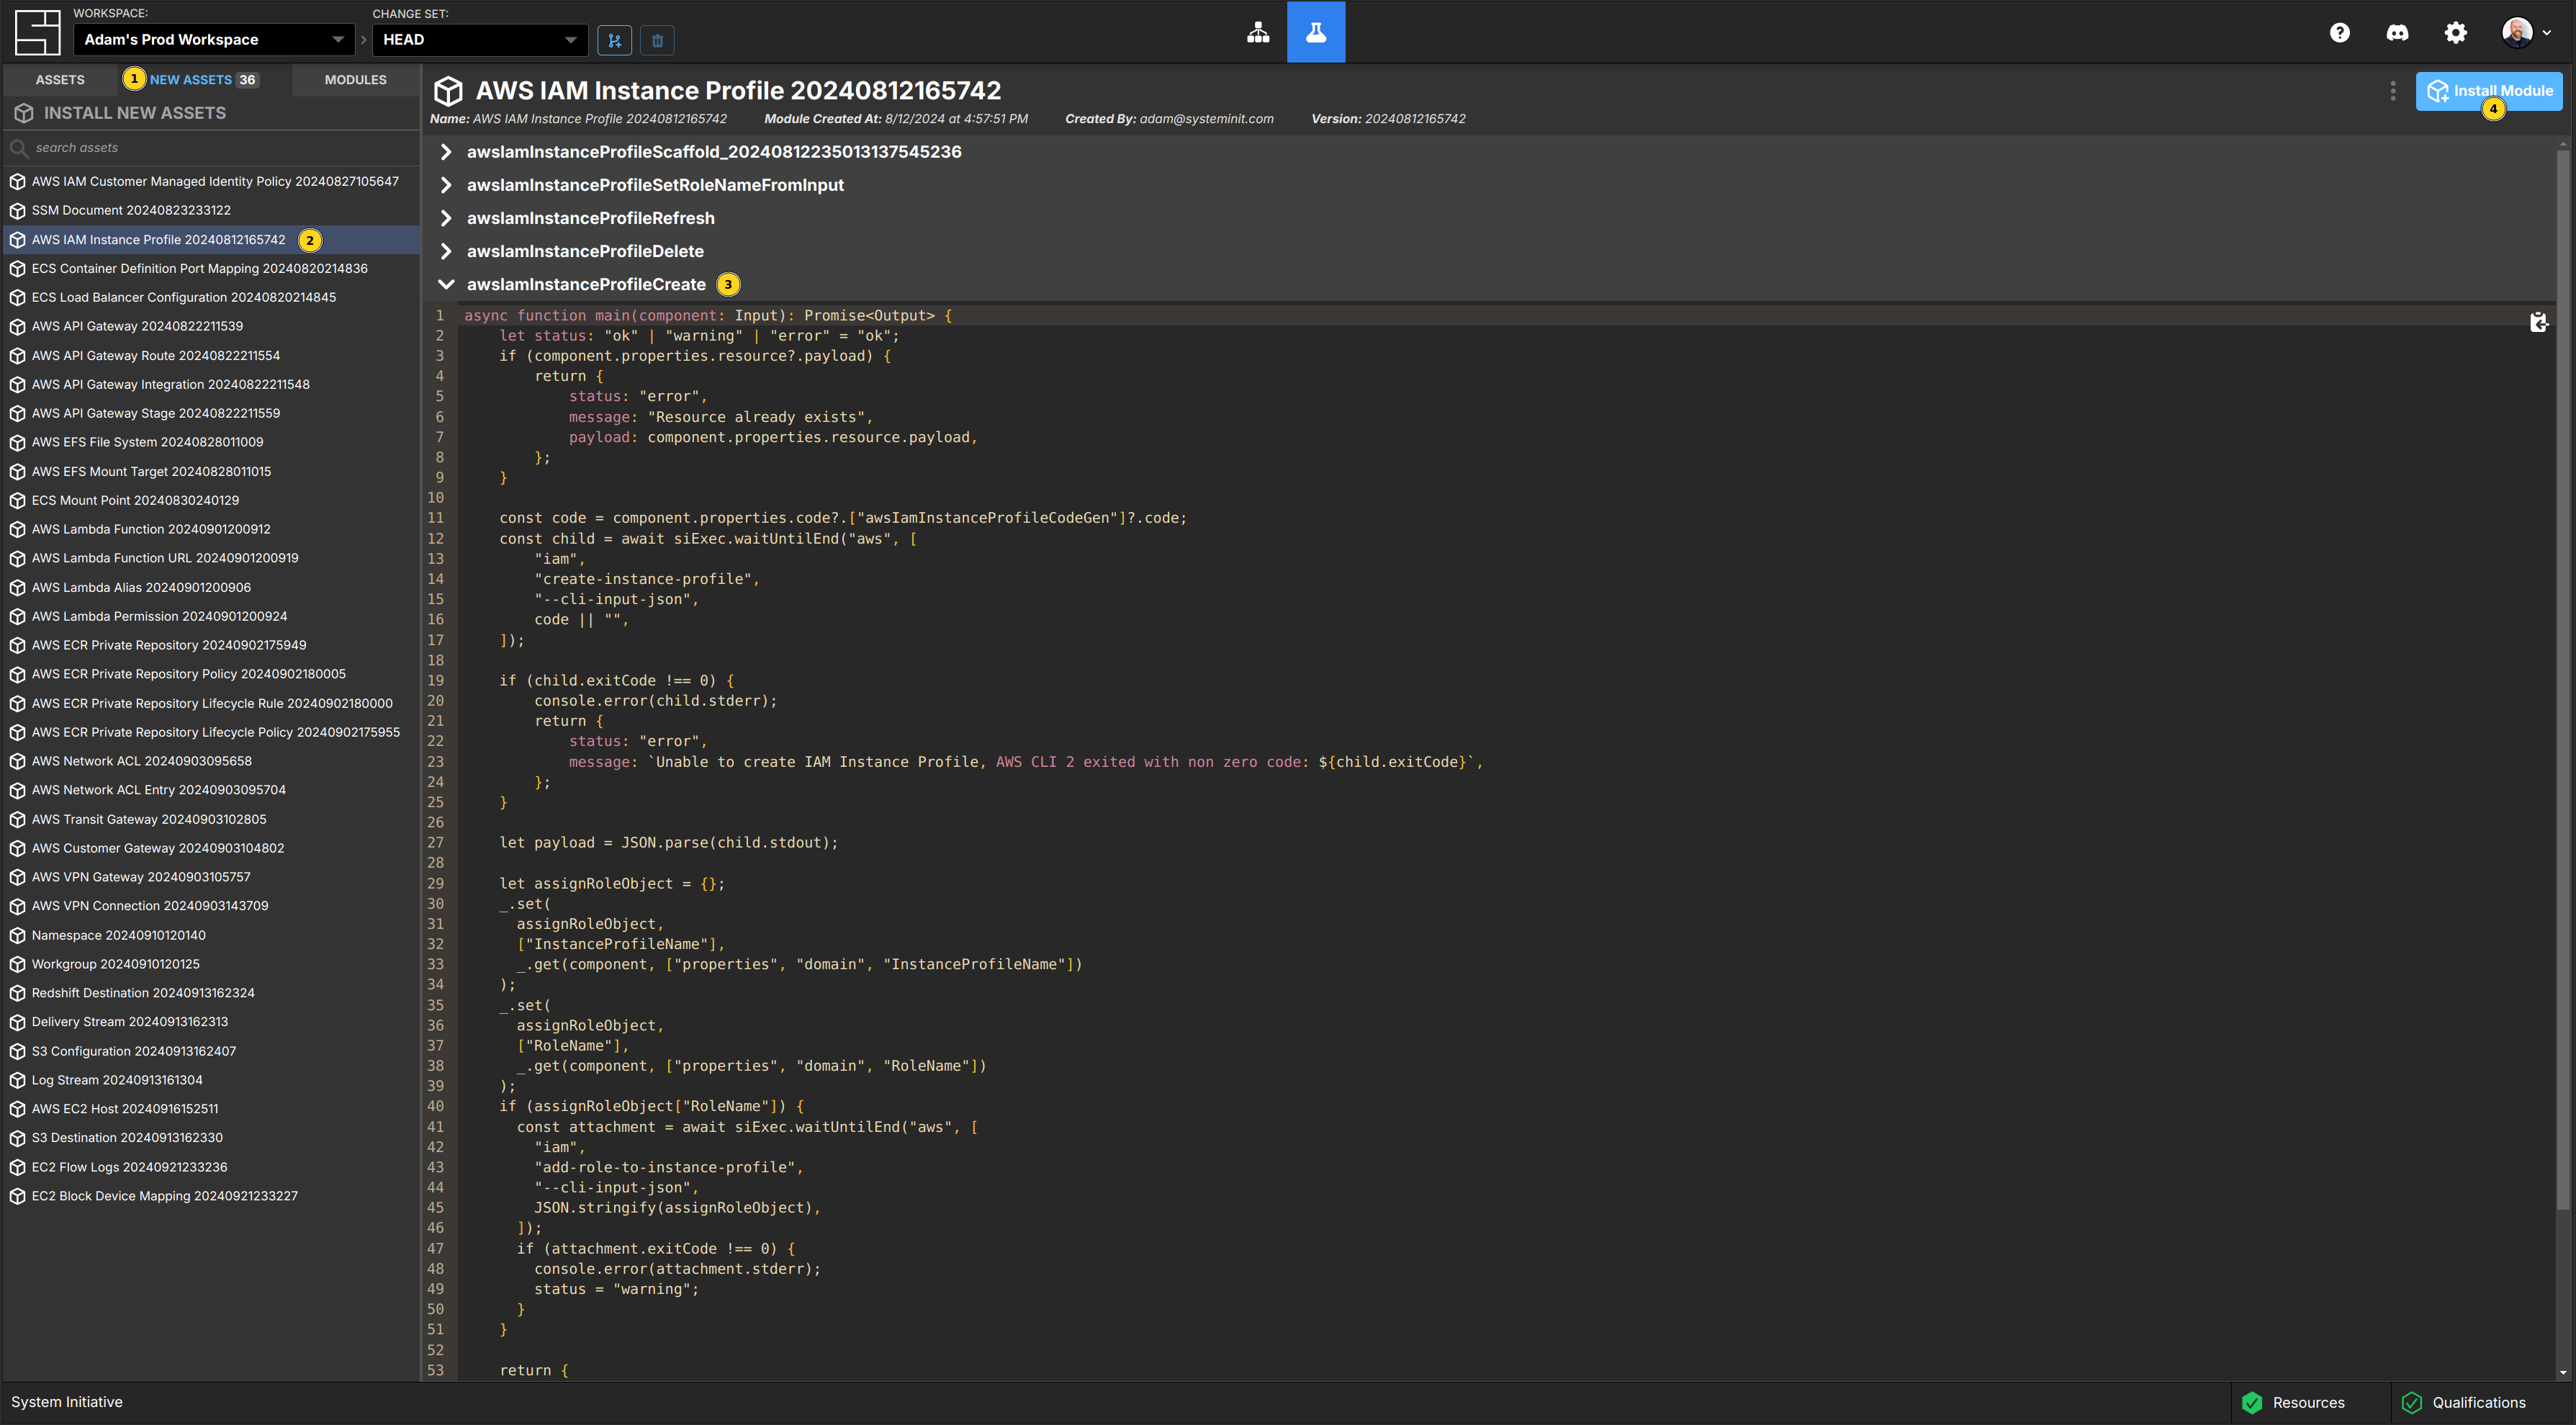 WORKSPACE:
Adam's Prod Workspace
CHANGE SET:
HEAD
ASSETS
1 NEW ASSETS 36
MODULES
INSTALL NEW ASSETS
search assets
AWS IAM Customer Managed Identity Policy 20240827105647
SSM Document 20240823233122
AWS IAM Instance Profile 20240812165742 2
ECS Container Definition Port Mapping 20240820214836
ECS Load Balancer Configuration 20240820214845
AWS API Gateway 20240822211539
AWS API Gateway Route 20240822211554
AWS API Gateway Integration 20240822211548
AWS API Gateway Stage 20240822211559
AWS EFS File System 20240828011009
AWS EFS Mount Target 20240828011015
ECS Mount Point 20240830240129
AWS Lambda Function 20240901200912
AWS Lambda Function URL 20240901200919
AWS Lambda Alias 20240901200906
AWS Lambda Permission 20240901200924
AWS ECR Private Repository 20240902175949
AWS ECR Private Repository Policy 20240902180005
AWS ECR Private Repository Lifecycle Rule 20240902180000
AWS ECR Private Repository Lifecycle Policy 20240902175955
AWS Network ACL 20240903095658
AWS Network ACL Entry 20240903095704
AWS Transit Gateway 20240903102805
AWS Customer Gateway 20240903104802
AWS VPN Gateway 20240903105757
AWS VPN Connection 20240903143709
Namespace 20240910120140
Workgroup 20240910120125
Redshift Destination 20240913162324
Delivery Stream 20240913162313
S3 Configuration 20240913162407
Log Stream 20240913161304
AWS EC2 Host 20240916152511
S3 Destination 20240913162330
EC2 Flow Logs 20240921233236
EC2 Block Device Mapping 20240921233227
AWS IAM Instance Profile 20240812165742
Install Module
4
Name: AWS IAM Instance Profile 20240812165742 Module Created At: 8/12/2024 at 4:57:51 PM Created By: adam@systeminit.com Version: 20240812165742
awsIamInstanceProfileScaffold_20240812235013137545236
awsIamInstanceProfileSetRoleNameFromInput
awsIamInstanceProfileRefresh
awsIamInstanceProfileDelete
awsIamInstanceProfileCreate 3
1 async function main(component: Input): Promise<Output> {
2 let status: "ok" | "warning" | "error" = "ok";
3 if (component.properties.resource?.payload) {
4 return {
5 status: "error",
6 message: "Resource already exists",
7 payload: component.properties.resource.payload,
8 };
9 }
10
11 const code = component.properties.code?.["awsIamInstanceProfileCodeGen"]?.code;
12 const child = await siExec.waitUntilEnd("aws", [
13 "iam",
14 "create-instance-profile",
15 "--cli-input-json",
16 code || "",
17 ]);
18
19 if (child.exitCode !== 0) {
20 console.error(child.stderr);
21 return {
22 status: "error",
23 message: `Unable to create IAM Instance Profile, AWS CLI 2 exited with non zero code: ${child.exitCode}`,
24 };
25 }
26
27 let payload = JSON.parse(child.stdout);
28
29 let assignRoleObject = {};
30 _.set(
31 assignRoleObject,
32 ["InstanceProfileName"],
33 _.get(component, ["properties", "domain", "InstanceProfileName"])
34 );
35 _.set(
36 assignRoleObject,
37 ["RoleName"],
38 _.get(component, ["properties", "domain", "RoleName"])
39 );
40 if (assignRoleObject["RoleName"]) {
41 const attachment = await siExec.waitUntilEnd("aws", [
42 "iam",
43 "add-role-to-instance-profile",
44 "--cli-input-json",
45 JSON.stringify(assignRoleObject),
46 ]);
47 if (attachment.exitCode !== 0) {
48 console.error(attachment.stderr);
49 status = "warning";
50 }
51 }
52
53 return {
System Initiative
Resources
Qualifications